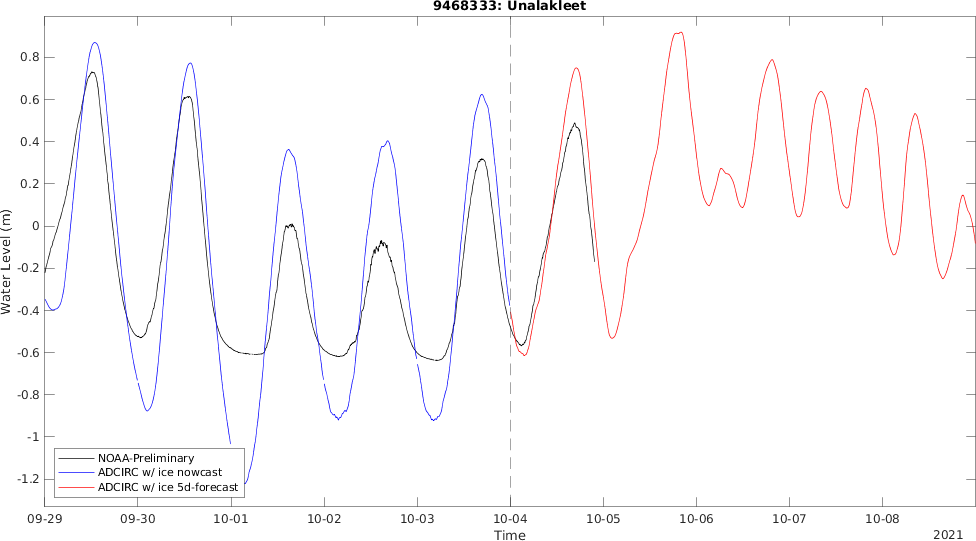 9468333: Unalakleet
Water Level (m)
0.8
0.6
0.4
0.2
0
-0.2
-0.4
-0.6
-0.8
-1
-1.2
NOAA-Preliminary
ADCIRC w/ ice nowcast
ADCIRC w/ ice 5d-forecast
09-29 09-30 10-01 10-02 10-03 10-04 10-05 10-06 10-07 10-08
Time
2021